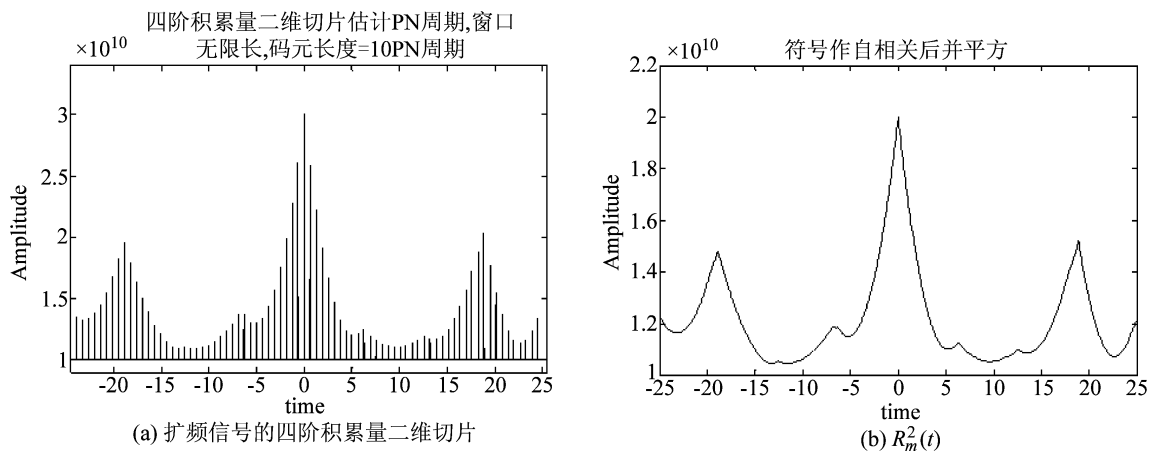 四阶积累量二维切片估计PN周期,窗口
无限长,码元长度=10PN周期
×10^10
3
2.5
2
1.5
1
Amplitude
-20 -15 -10 -5 0 5 10 15 20 25
time
(a) 扩频信号的四阶积累量二维切片
符号作自相关后并平方
×10^10
2.2
2
1.8
1.6
1.4
1.2
1
Amplitude
-25 -20 -15 -10 -5 0 5 10 15 20 25
time
(b) R_m^2(t)